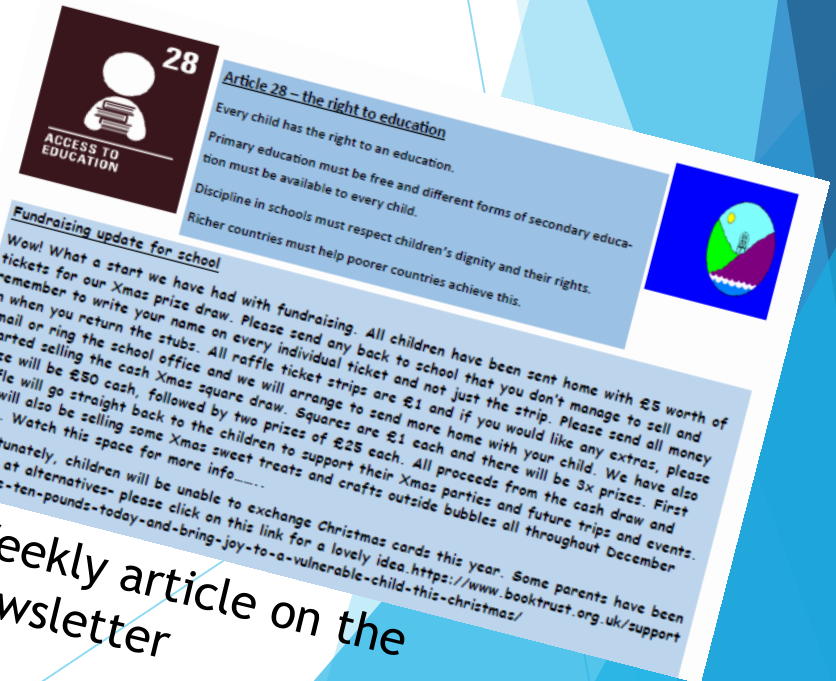 28
ACCESS TO
EDUCATION
Article 28 – the right to education
Every child has the right to an education.
Primary education must be free and different forms of secondary educa-
tion must be available to every child.
Discipline in schools must respect children's dignity and their rights.
Richer countries must help poorer countries achieve this.
Fundraising update for school
Wow! What a start we have had with fundraising. All children have been sent home with £5 worth of
tickets for our Xmas prize draw. Please send any back to school that you don't manage to sell and
remember to write your name on every individual ticket and not just the strip. Please send all money
when you return the stubs. All raffle ticket strips are £1 and if you would like any extras, please
or ring the school office and we will arrange to send more home with your child. We have also
selling the cash Xmas square draw. Squares are £1 each and there will be 3x prizes. First
will be £50 cash, followed by two prizes of £25 each. All proceeds from the cash draw and
will go straight back to the children to support their Xmas parties and future trips and events.
will also be selling some Xmas sweet treats and crafts outside bubbles all throughout December
. Watch this space for more info…….
children will be unable to exchange Christmas cards this year. Some parents have been
at alternatives- please click on this link for a lovely idea.https://www.booktrust.org.uk/support
-ten-pounds-today-and-bring-joy-to-a-vulnerable-child-this-christmas/
eekly article on the
wsletter